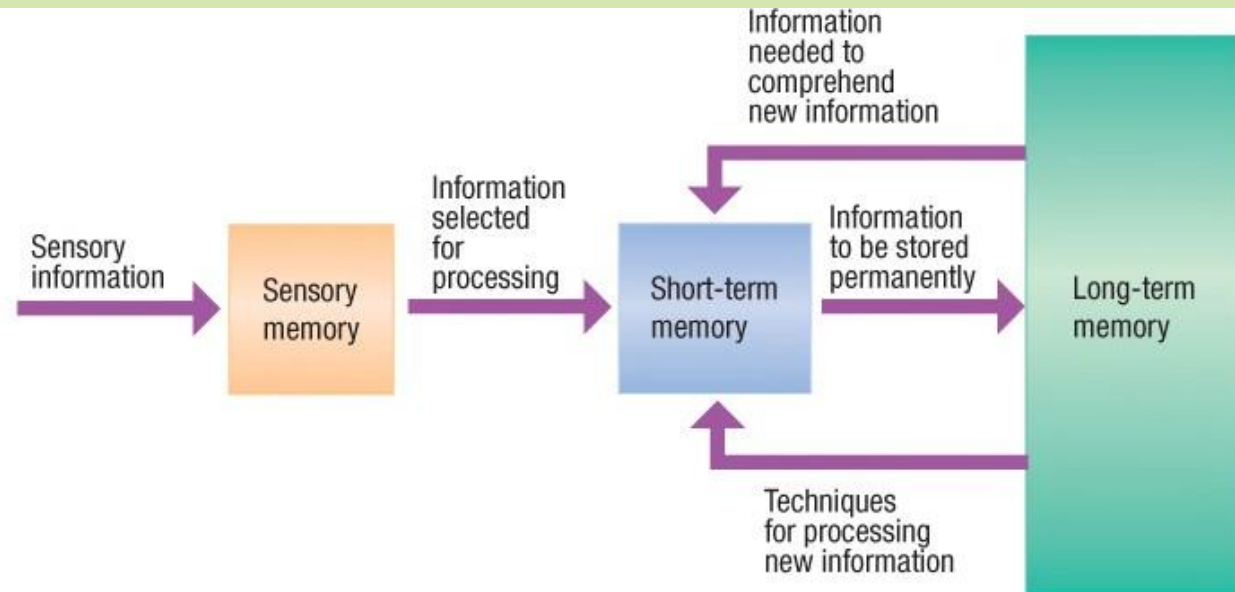 Sensory
information
Sensory
memory
Information
selected
for
processing
Short-term
memory
Information
needed to
comprehend
new information
Information
to be stored
permanently
Techniques
for processing
new information
Long-term
memory